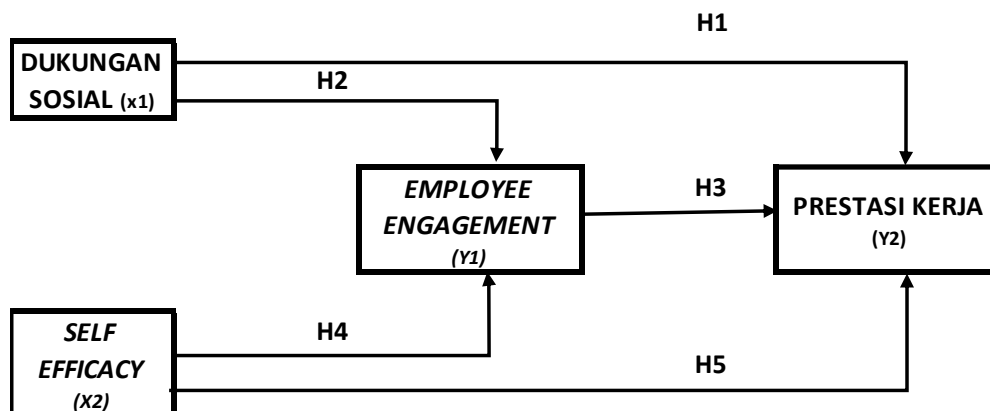 H1
DUKUNGAN
SOSIAL (x1)
H2
EMPLOYEE
ENGAGEMENT
(Y1)
H3
PRESTASI KERJA
(Y2)
SELF
EFFICACY
(X2)
H4
H5